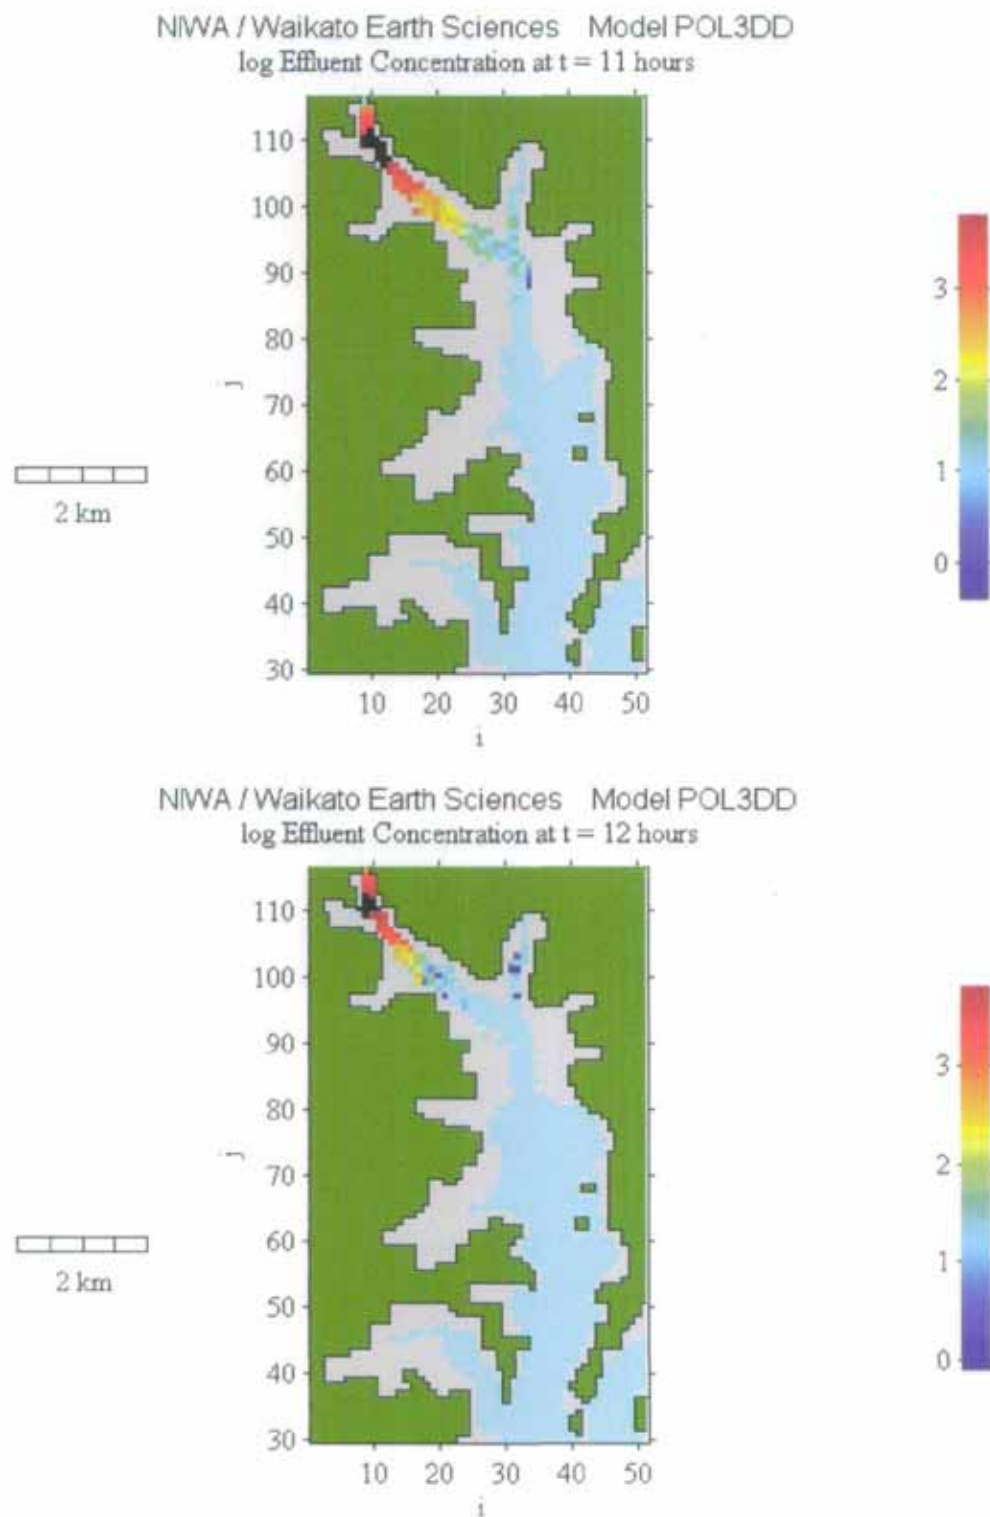 NIWA / Waikato Earth Sciences Model POL3DD
log Effluent Concentration at t = 11 hours
110
100
90
80
70
60
50
40
30
j
10 20 30 40 50
i
2 km
3
2
1
0
NIWA / Waikato Earth Sciences Model POL3DD
log Effluent Concentration at t = 12 hours
110
100
90
80
70
60
50
40
30
j
10 20 30 40 50
i
2 km
3
2
1
0